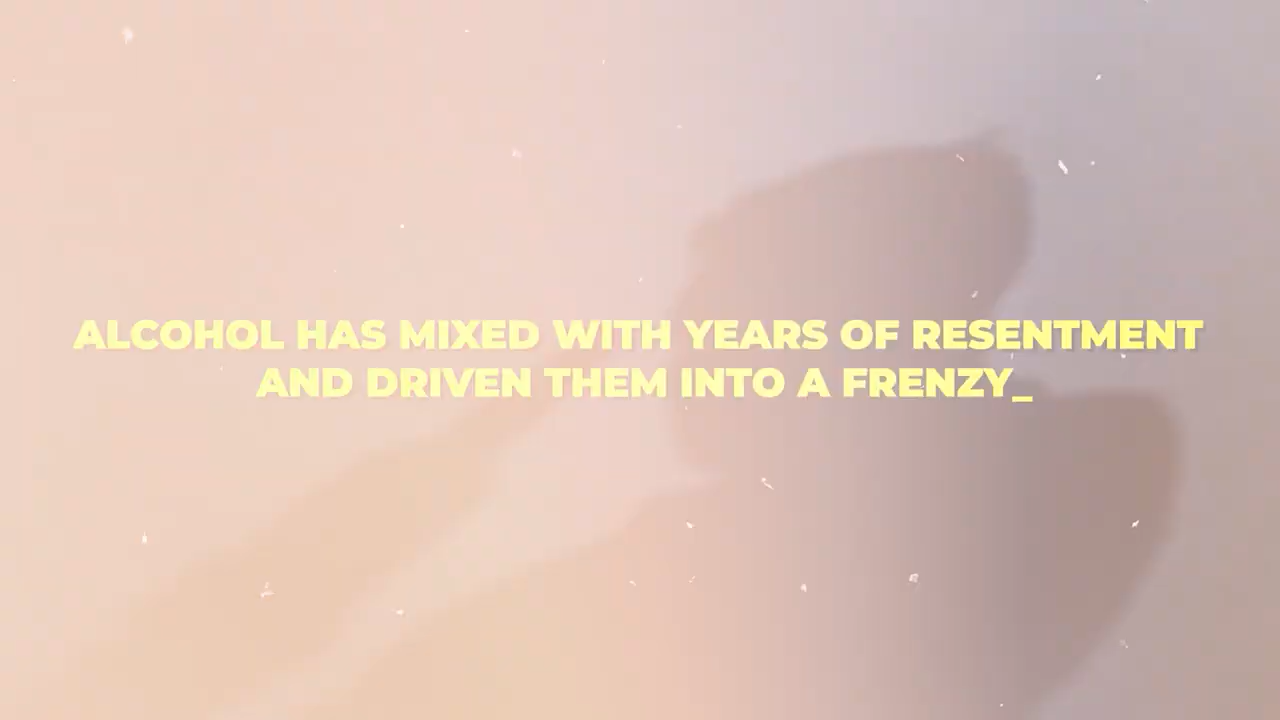 ALCOHOL HAS MIXED WITH YEARS OF RESENTMENT
AND DRIVEN THEM INTO A FRENZY_